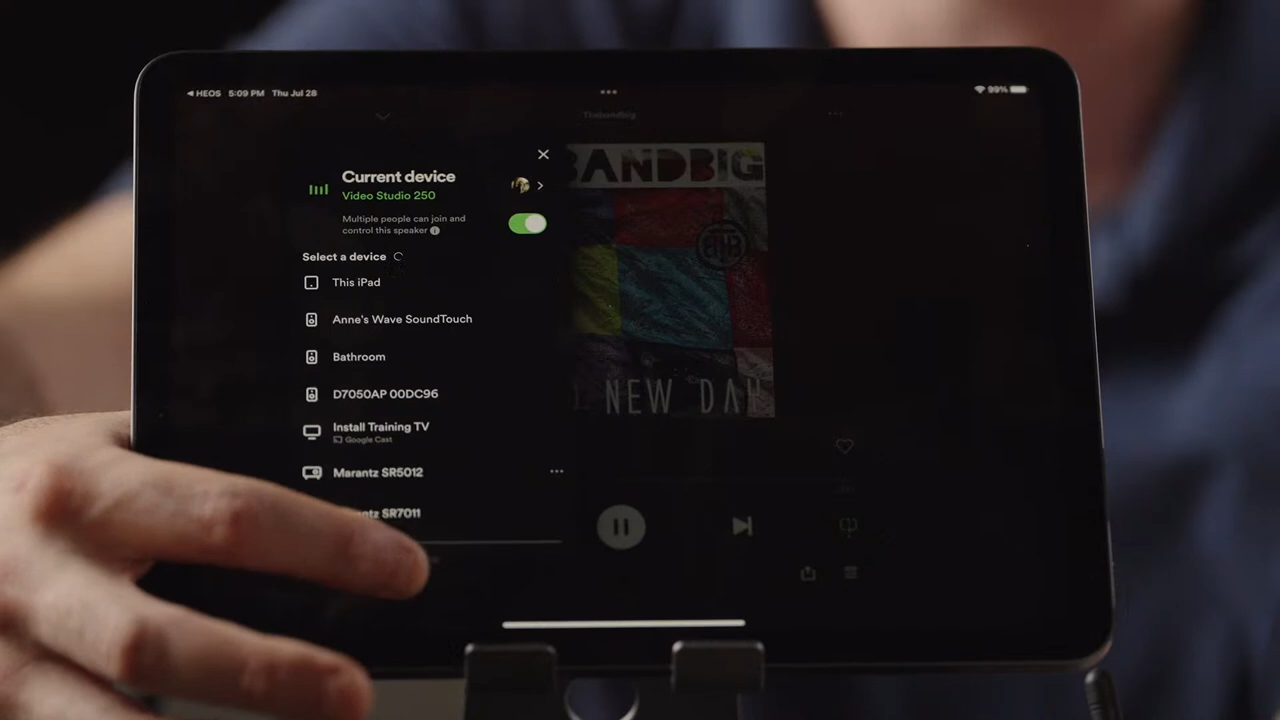 ◀ HEOS 5:09 PM Thu Jul 28
99%
Thebandbig
BANDBIG
Current device
Video Studio 250
Multiple people can join and
control this speaker
Select a device
This iPad
Anne's Wave SoundTouch
Bathroom
D7050AP 00DC96
Install Training TV
Google Cast
Marantz SR5012
SR7011
BTB
NEW DAY